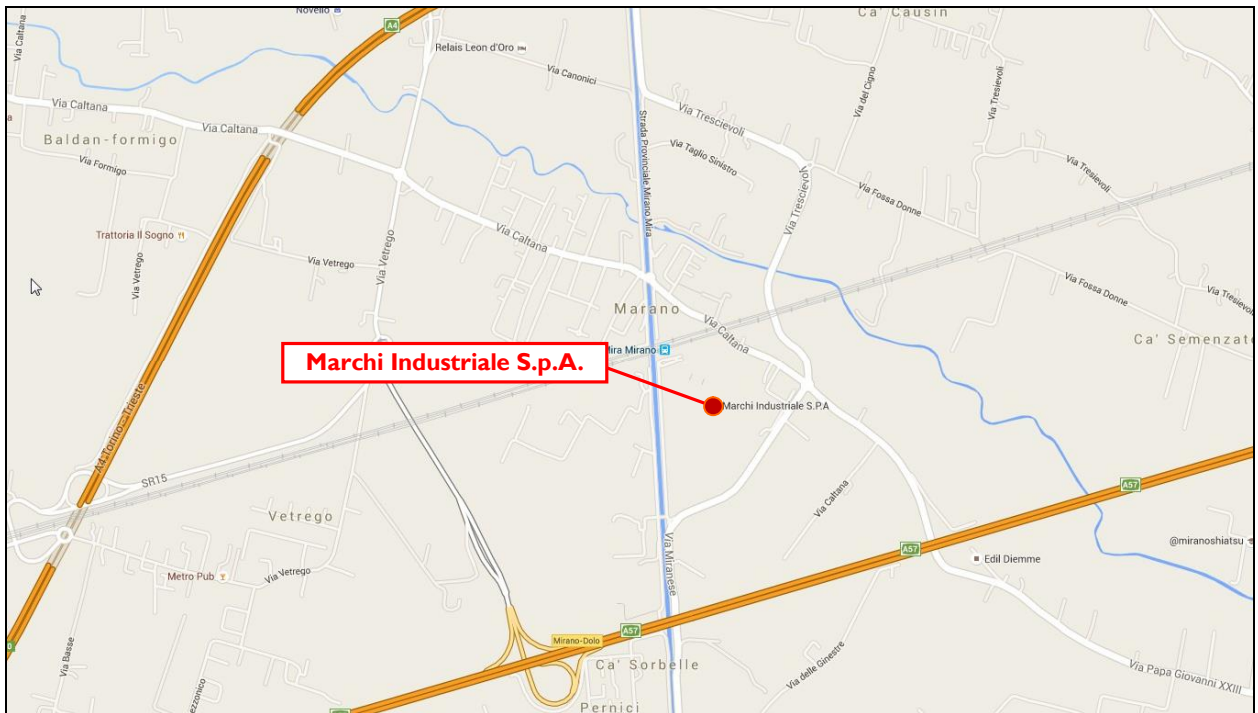 Novello
A4
Ca' Causin
Via Caltana
Relais Leon d'Oro
Via Canonici
Via del Cigno
Via Tresievoli
Via Caltana
Via Caltana
Baldan-formigo
Via Formigo
Strada Provinciale Mirano Mira
Via Trescievoli
Via Taglio Sinistro
Via Tresievoli
Via Fossa Donne
Via Trescievoli
Trattoria Il Sogno
Via Caltana
Via Vetrego
Via Vetrego
Via Vetrego
Via Fossa Donne
Via Tresievoli
Marano
Via Caltana
Ca' Semenzato
Mira Mirano
Marchi Industriale S.p.A.
Marchi Industriale S.P.A
A4 Torino - Trieste
SR15
A57
Via Caltana
Vetrego
@miranoshiatsu
A57
Edil Diemme
Via Miranese
Metro Pub
Via Vetrego
A57
Mirano-Dolo
Via Basse
Ca' Sorbelle
Via delle Ginestre
Via Papa Giovanni XXIII
Pernici